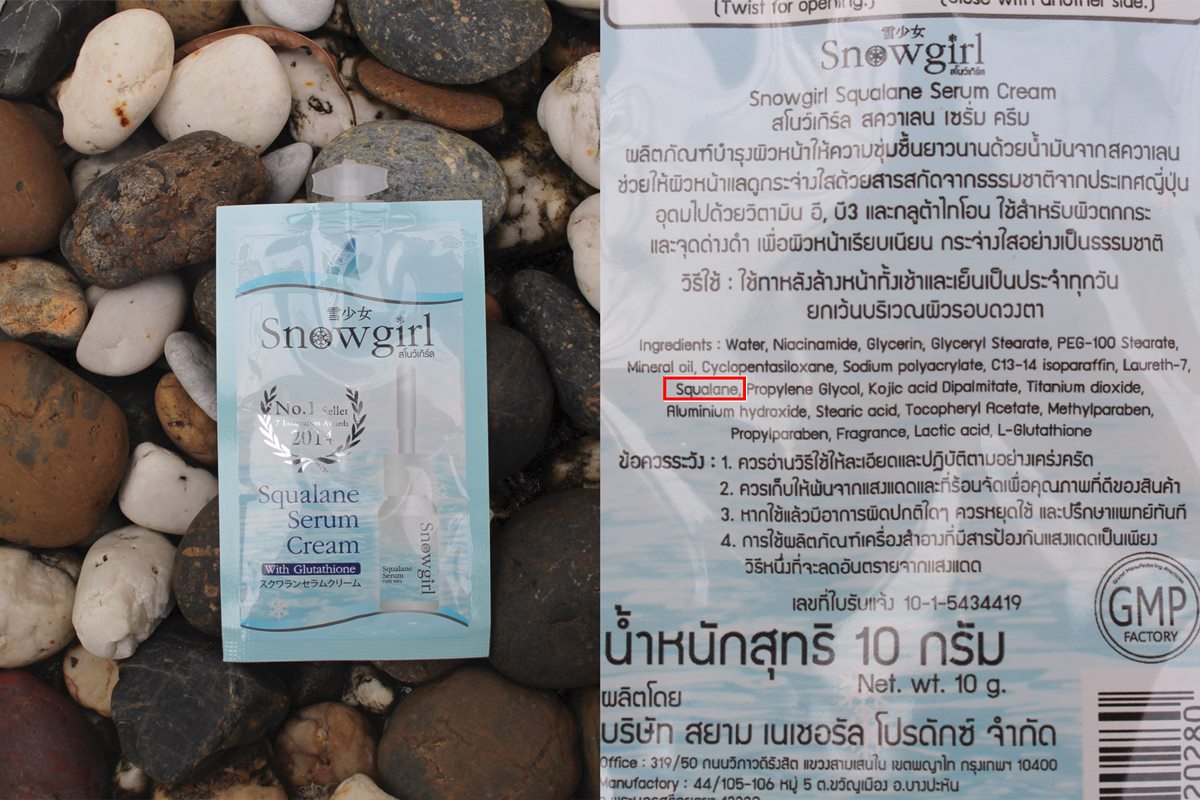 雪少女
Snowgirl
สโนว์เกิร์ล
No.1 Seller
7 Innovation Awards
2014
Squalane
Serum
Cream
With Glutathione
スクワランセラムクリーム
Snowgirl
Squalane
Serum
(Twist for opening.) (Close with another side.)
雪少女
Snowgirl
สโนว์เกิร์ล
Snowgirl Squalane Serum Cream
สโนว์เกิร์ล สควาเลน เซรั่ม ครีม
ผลิตภัณฑ์บำรุงผิวหน้าให้ความชุ่มชื้นยาวนานด้วยน้ำมันจากสควาเลน
ช่วยให้ผิวหน้าแลดูกระจ่างใสด้วยสารสกัดจากธรรมชาติจากประเทศญี่ปุ่น
อุดมไปด้วยวิตามิน อี, บี3 และกลูต้าไทโอน ใช้สำหรับผิวตกกระ
และจุดด่างดำ เพื่อผิวหน้าเรียบเนียน กระจ่างใสอย่างเป็นธรรมชาติ
วิธีใช้ : ใช้ทาหลังล้างหน้าทั้งเช้าและเย็นเป็นประจำทุกวัน
ยกเว้นบริเวณผิวรอบดวงตา
Ingredients : Water, Niacinamide, Glycerin, Glyceryl Stearate, PEG-100 Stearate,
Mineral oil, Cyclopentasiloxane, Sodium polyacrylate, C13-14 isoparaffin, Laureth-7,
Squalane, Propylene Glycol, Kojic acid Dipalmitate, Titanium dioxide,
Aluminium hydroxide, Stearic acid, Tocopheryl Acetate, Methylparaben,
Propylparaben, Fragrance, Lactic acid, L-Glutathione
ข้อควรระวัง : 1. ควรอ่านวิธีใช้ให้ละเอียดและปฏิบัติตามอย่างเคร่งครัด
2. ควรเก็บให้พ้นจากแสงแดดและที่ร้อนจัดเพื่อคุณภาพที่ดีของสินค้า
3. หากใช้แล้วมีอาการผิดปกติใดๆ ควรหยุดใช้ และปรึกษาแพทย์ทันที
4. การใช้ผลิตภัณฑ์เครื่องสำอางที่มีสารป้องกันแสงแดดเป็นเพียง
วิธีหนึ่งที่จะลดอันตรายจากแสงแดด
เลขที่ใบรับแจ้ง 10-1-5434419
Good Manufacturing Practice
GMP
FACTORY
น้ำหนักสุทธิ 10 กรัม
Net. wt. 10 g.
ผลิตโดย
บริษัท สยาม เนเชอรัล โปรดักซ์ จำกัด
Office : 319/50 ถนนวิภาวดีรังสิต แขวงสามเสนใน เขตพญาไท กรุงเทพฯ 10400
Manufactory : 44/105-106 หมู่ 5 ต.ขวัญเมือง อ.บางปะหัน
20280